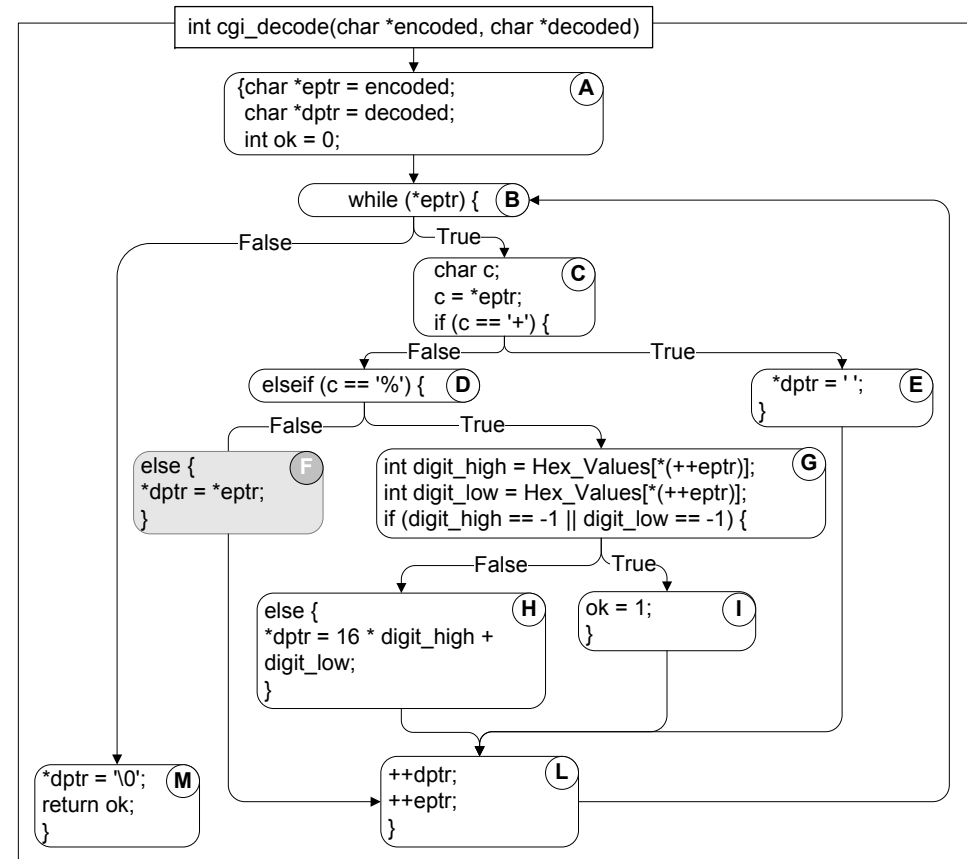 int cgi_decode(char *encoded, char *decoded)
{char *eptr = encoded;
char *dptr = decoded;
int ok = 0;
A
while (*eptr) {
B
False
True
char c;
c = *eptr;
if (c == '+') {
C
False
True
elseif (c == '%') {
D
*dptr = ' ';
}
E
False
True
else {
*dptr = *eptr;
}
F
int digit_high = Hex_Values[*(++eptr)];
int digit_low = Hex_Values[*(++eptr)];
if (digit_high == -1 || digit_low == -1) {
G
False
True
else {
*dptr = 16 * digit_high +
digit_low;
}
H
ok = 1;
}
I
*dptr = '\0';
return ok;
}
M
++dptr;
++eptr;
}
L